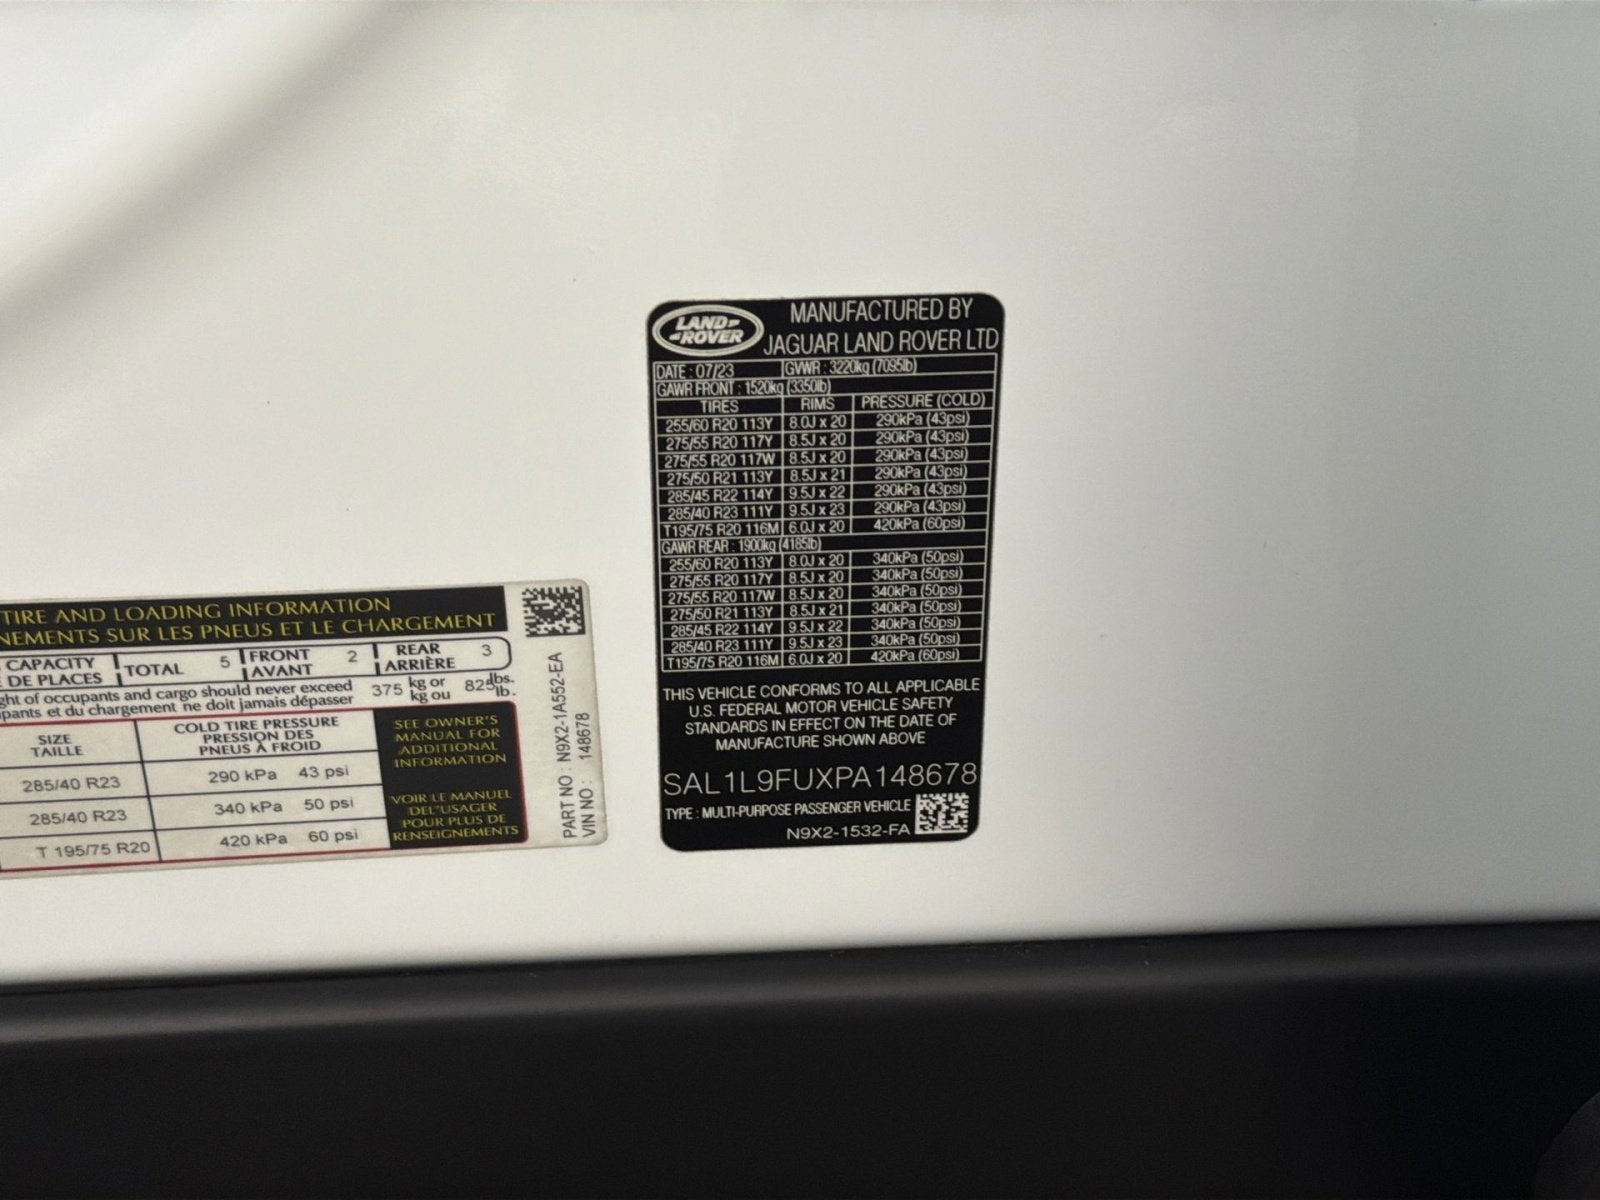 TIRE AND LOADING INFORMATION
NEMENTS SUR LES PNEUS ET LE CHARGEMENT
CAPACITY TOTAL 5 FRONT 2 REAR 3
DE PLACES AVANT ARRIÈRE
ght of occupants and cargo should never exceed 375 kg or 825 lbs.
pants et du chargement ne doit jamais dépasser kg ou lb.
SIZE
TAILLE
COLD TIRE PRESSURE
PRESSION DES
PNEUS À FROID
285/40 R23 290 kPa 43 psi
285/40 R23 340 kPa 50 psi
T 195/75 R20 420 kPa 60 psi
SEE OWNER'S
MANUAL FOR
ADDITIONAL
INFORMATION
VOIR LE MANUEL
DEL'USAGER
POUR PLUS DE
RENSEIGNEMENTS
PART NO : N9X2-1A552-EA
VIN NO : 148678
LAND
ROVER
MANUFACTURED BY
JAGUAR LAND ROVER LTD
DATE : 07/23 GVWR : 3220kg (7095lb)
GAWR FRONT : 1520kg (3350lb)
TIRES RIMS PRESSURE (COLD)
255/60 R20 113Y 8.0J x 20 290kPa (43psi)
275/55 R20 117Y 8.5J x 20 290kPa (43psi)
275/55 R20 117W 8.5J x 20 290kPa (43psi)
275/50 R21 113Y 8.5J x 21 290kPa (43psi)
285/45 R22 114Y 9.5J x 22 290kPa (43psi)
285/40 R23 111Y 9.5J x 23 290kPa (43psi)
T195/75 R20 116M 6.0J x 20 420kPa (60psi)
GAWR REAR : 1900kg (4185lb)
255/60 R20 113Y 8.0J x 20 340kPa (50psi)
275/55 R20 117Y 8.5J x 20 340kPa (50psi)
275/55 R20 117W 8.5J x 20 340kPa (50psi)
275/50 R21 113Y 8.5J x 21 340kPa (50psi)
285/45 R22 114Y 9.5J x 22 340kPa (50psi)
285/40 R23 111Y 9.5J x 23 340kPa (50psi)
T195/75 R20 116M 6.0J x 20 420kPa (60psi)
THIS VEHICLE CONFORMS TO ALL APPLICABLE
U.S. FEDERAL MOTOR VEHICLE SAFETY
STANDARDS IN EFFECT ON THE DATE OF
MANUFACTURE SHOWN ABOVE
SAL1L9FUXPA148678
TYPE : MULTI-PURPOSE PASSENGER VEHICLE
N9X2-1532-FA